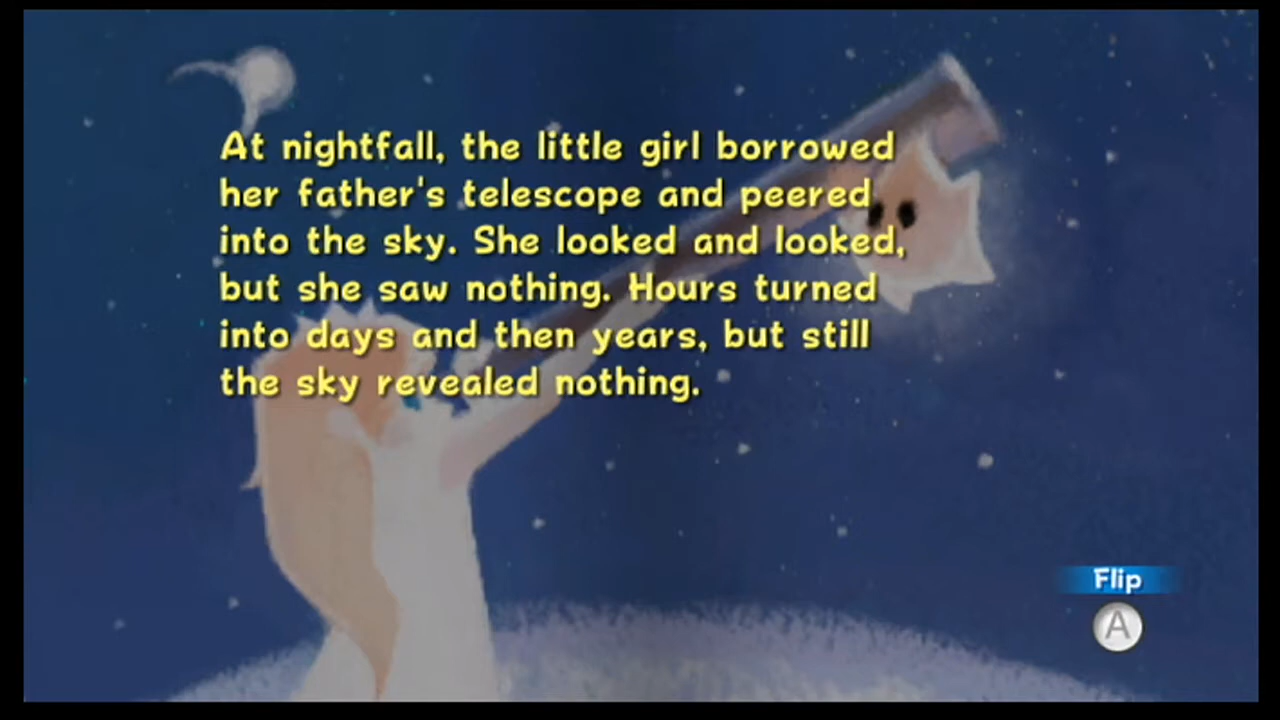 At nightfall, the little girl borrowed
her father's telescope and peered
into the sky. She looked and looked,
but she saw nothing. Hours turned
into days and then years, but still
the sky revealed nothing.
Flip
A